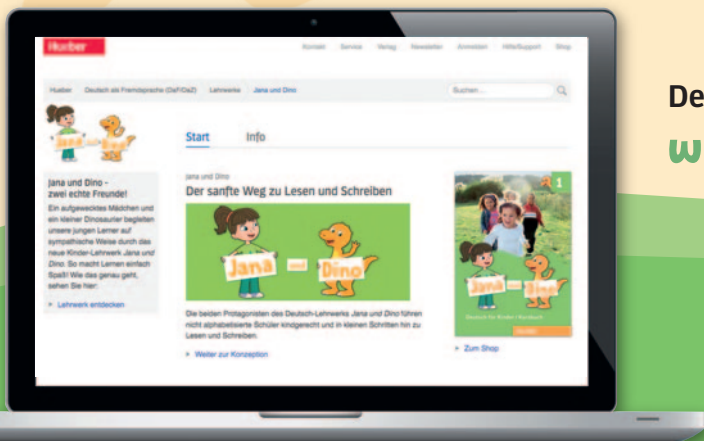 Hueber
Kontakt Service Verlag Newsletter Anmelden Hilfe/Support Shop
Hueber Deutsch als Fremdsprache (DaF/DaZ) Lehrwerke Jana und Dino
Suchen ...
Jana und Dino
Start Info
Jana und Dino -
zwei echte Freunde!
Ein aufgewecktes Mädchen und
ein kleiner Dinosaurier begleiten
unsere jungen Lerner auf
sympathische Weise durch das
neue Kinder-Lehrwerk Jana und
Dino. So macht Lernen einfach
Spaß! Wie das genau geht,
sehen Sie hier:
» Lehrwerk entdecken
Jana und Dino
Der sanfte Weg zu Lesen und Schreiben
Jana und Dino
Die beiden Protagonisten des Deutsch-Lehrwerks Jana und Dino führen
nicht alphabetisierte Schüler kindgerecht und in kleinen Schritten hin zu
Lesen und Schreiben.
» Weiter zur Konzeption
1
Jana und Dino
Deutsch für Kinder | Kursbuch
Hueber
» Zum Shop
De
w